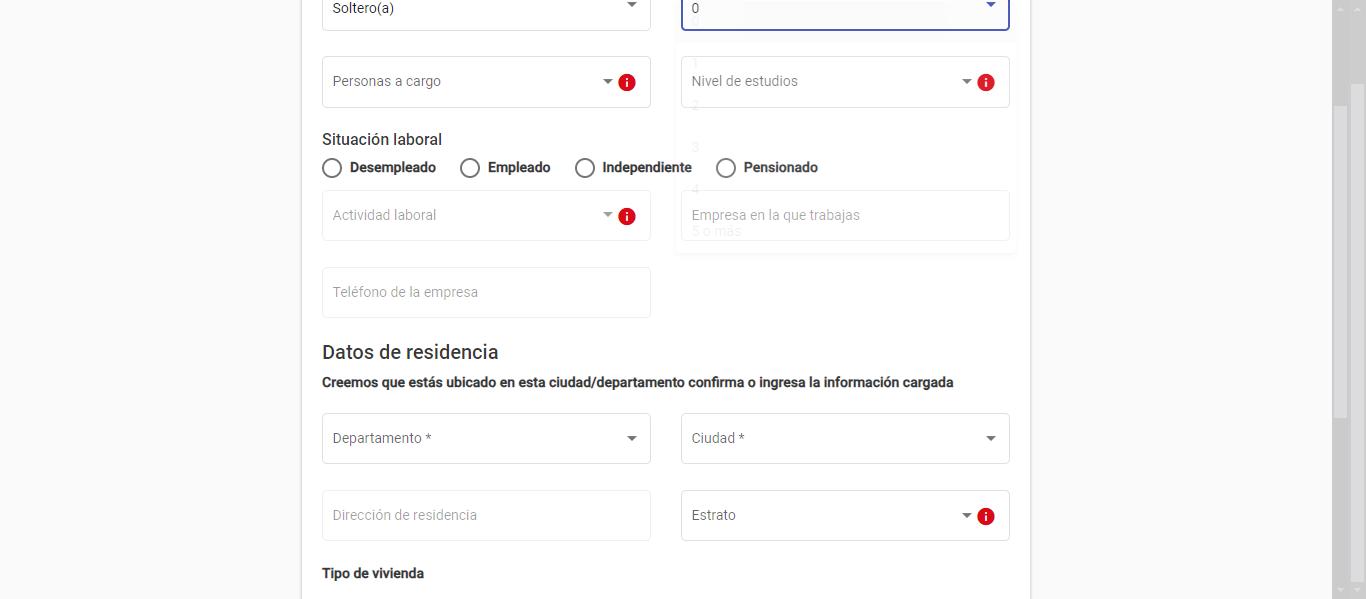 Soltero(a) 0
0
Personas a cargo Nivel de estudios
1
2
Situación laboral
3
Desempleado Empleado Independiente Pensionado
4
Actividad laboral Empresa en la que trabajas
5 o más
Teléfono de la empresa
Datos de residencia
Creemos que estás ubicado en esta ciudad/departamento confirma o ingresa la información cargada
Departamento * Ciudad *
Dirección de residencia Estrato
Tipo de vivienda